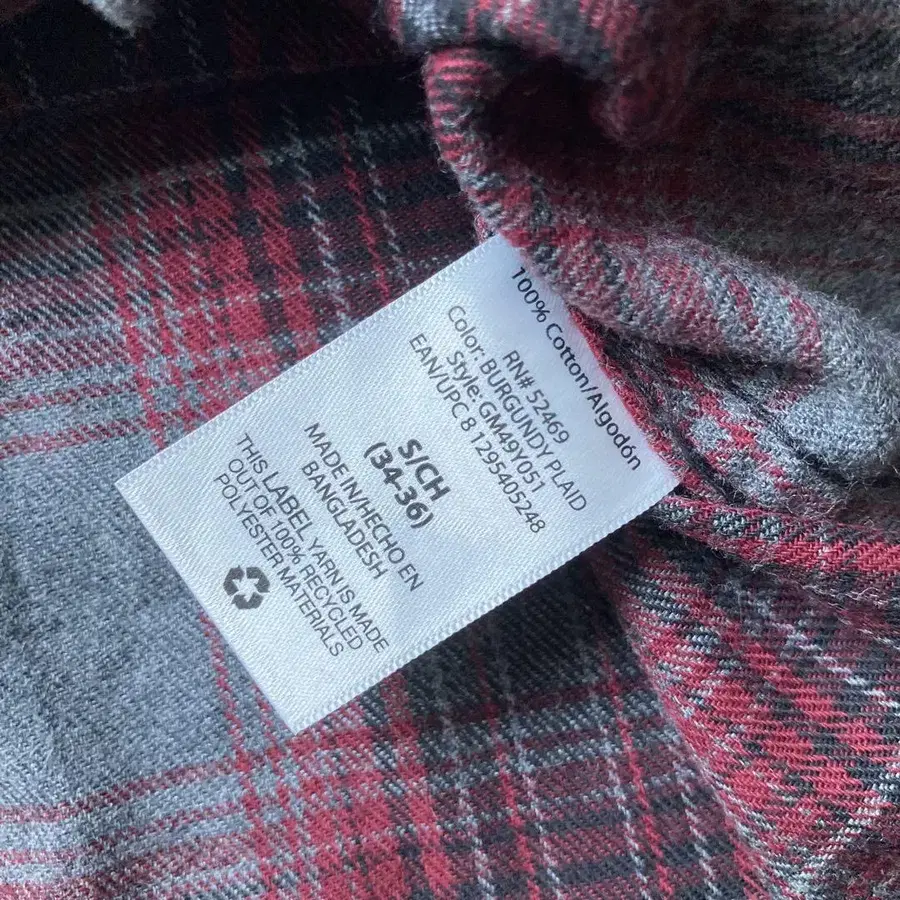 100% Cotton/Algodón
RN# 52469
Color: BURGUNDY PLAID
Style: GM49Y051
EAN/UPC 8 1295405248
S/CH
(34-36)
MADE IN/HECHO EN
BANGLADESH
THIS LABEL YARN IS MADE
OUT OF 100% RECYCLED
POLYESTER MATERIALS